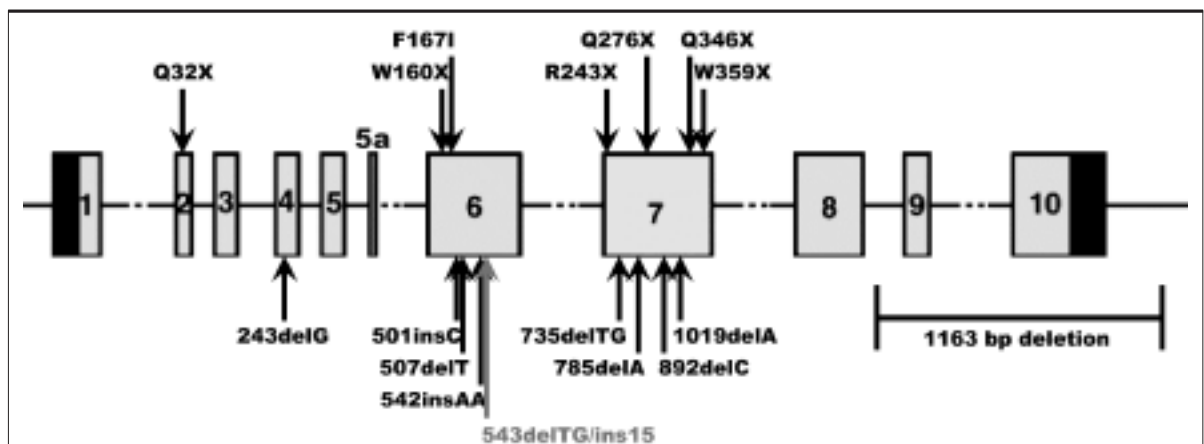 F167I Q276X Q346X
Q32X W160X R243X W359X
5a
1 2 3 4 5 6 7 8 9 10
243delG 501insC 735delTG 1019delA 1163 bp deletion
507delT 785delA 892delC
542insAA
543delTG/ins15